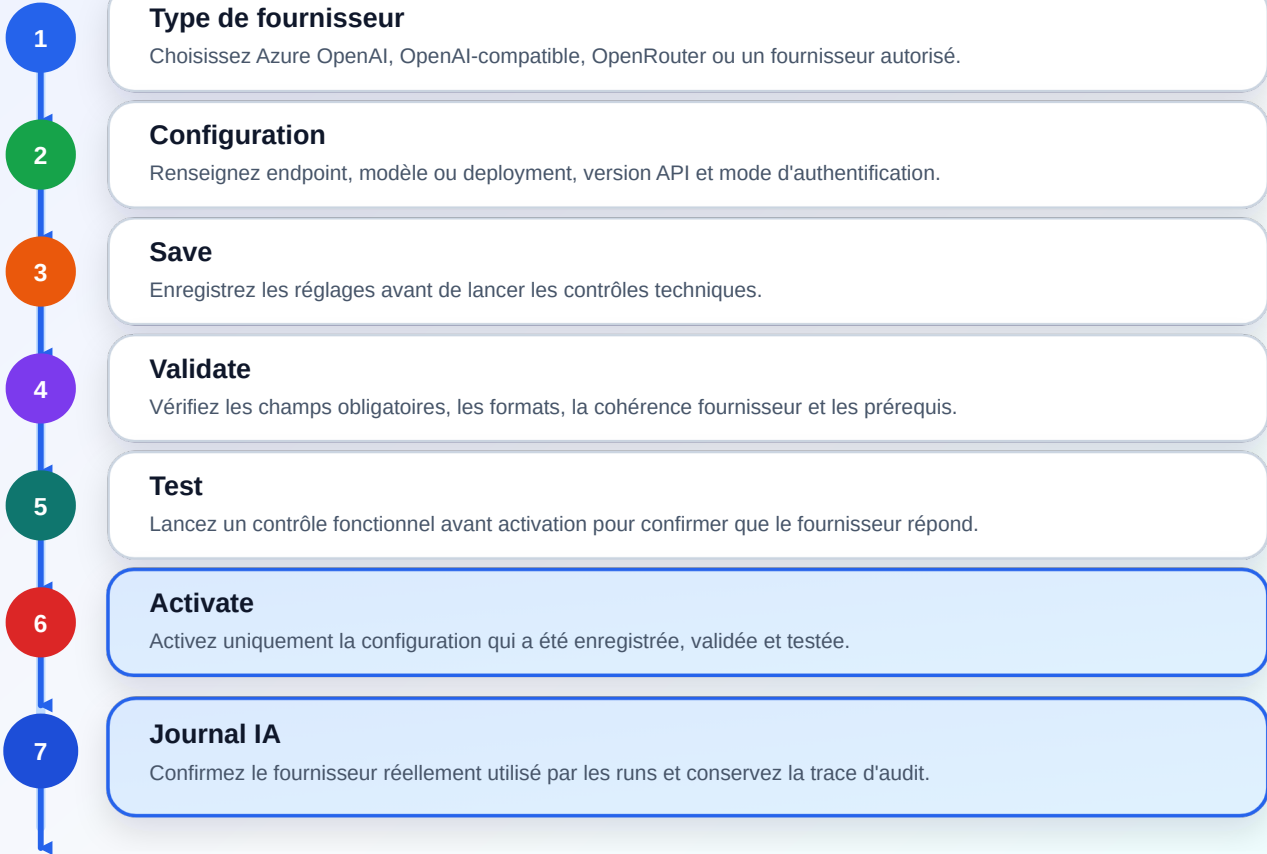 1
Type de fournisseur
Choisissez Azure OpenAI, OpenAI-compatible, OpenRouter ou un fournisseur autorisé.
2
Configuration
Renseignez endpoint, modèle ou deployment, version API et mode d'authentification.
3
Save
Enregistrez les réglages avant de lancer les contrôles techniques.
4
Validate
Vérifiez les champs obligatoires, les formats, la cohérence fournisseur et les prérequis.
5
Test
Lancez un contrôle fonctionnel avant activation pour confirmer que le fournisseur répond.
6
Activate
Activez uniquement la configuration qui a été enregistrée, validée et testée.
7
Journal IA
Confirmez le fournisseur réellement utilisé par les runs et conservez la trace d'audit.